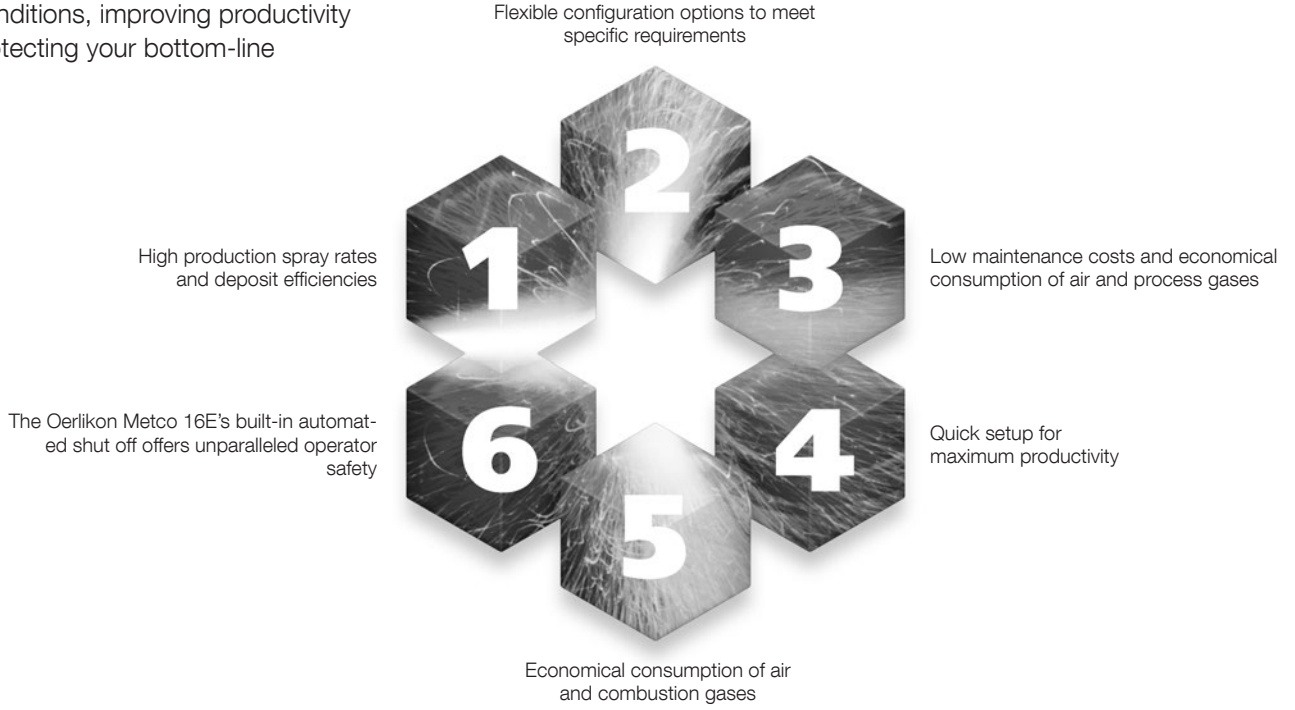 improving productivity
your bottom-line
Flexible configuration options to meet
specific requirements
2
1
3
High production spray rates
and deposit efficiencies
Low maintenance costs and economical
consumption of air and process gases
The Oerlikon Metco 16E’s built-in automat-
ed shut off offers unparalleled operator
safety
6
4
Quick setup for
maximum productivity
5
Economical consumption of air
and combustion gases